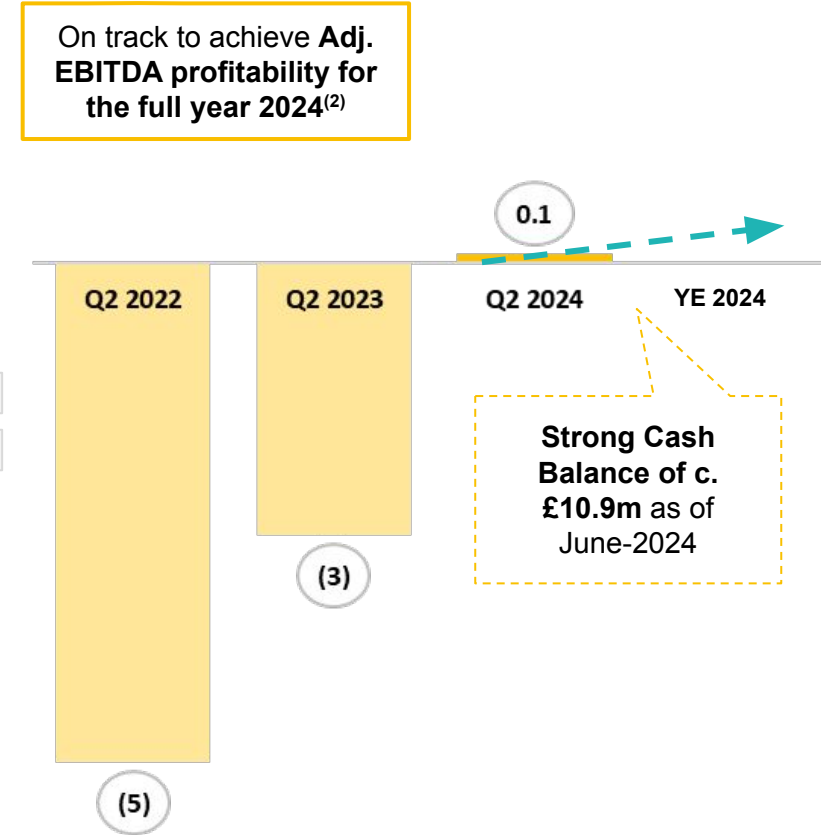 On track to achieve Adj.
EBITDA profitability for
the full year 2024(2)
0.1
Q2 2022
Q2 2023
Q2 2024
YE 2024
Strong Cash
Balance of c.
£10.9m as of
June-2024
(3)
(5)